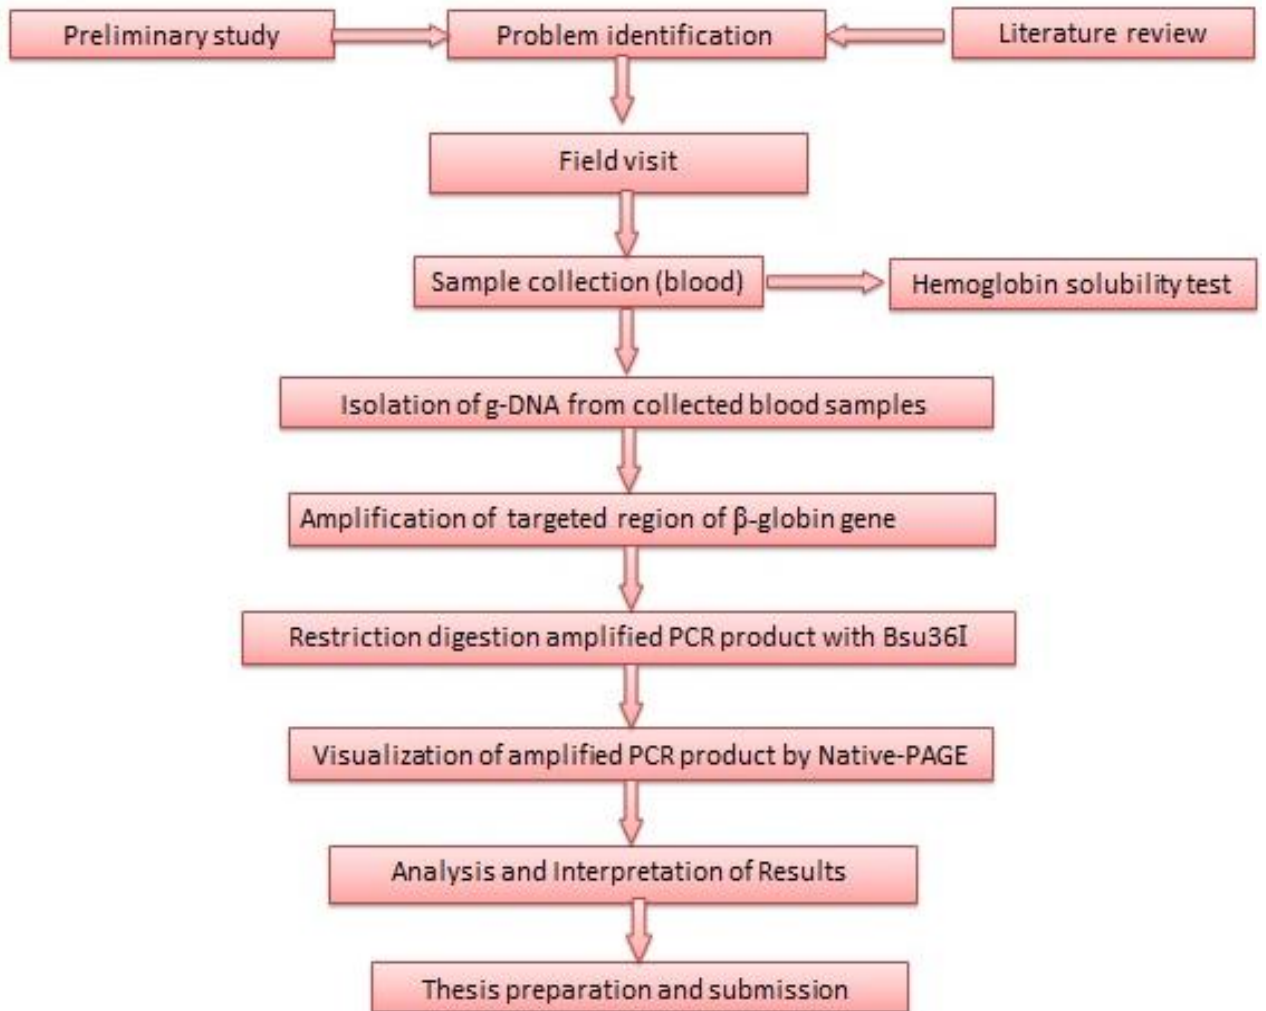 Preliminary study
Problem identification
Literature review
Field visit
Sample collection (blood)
Hemoglobin solubility test
Isolation of g-DNA from collected blood samples
Amplification of targeted region of β-globin gene
Restriction digestion amplified PCR product with Bsu36I
Visualization of amplified PCR product by Native-PAGE
Analysis and Interpretation of Results
Thesis preparation and submission